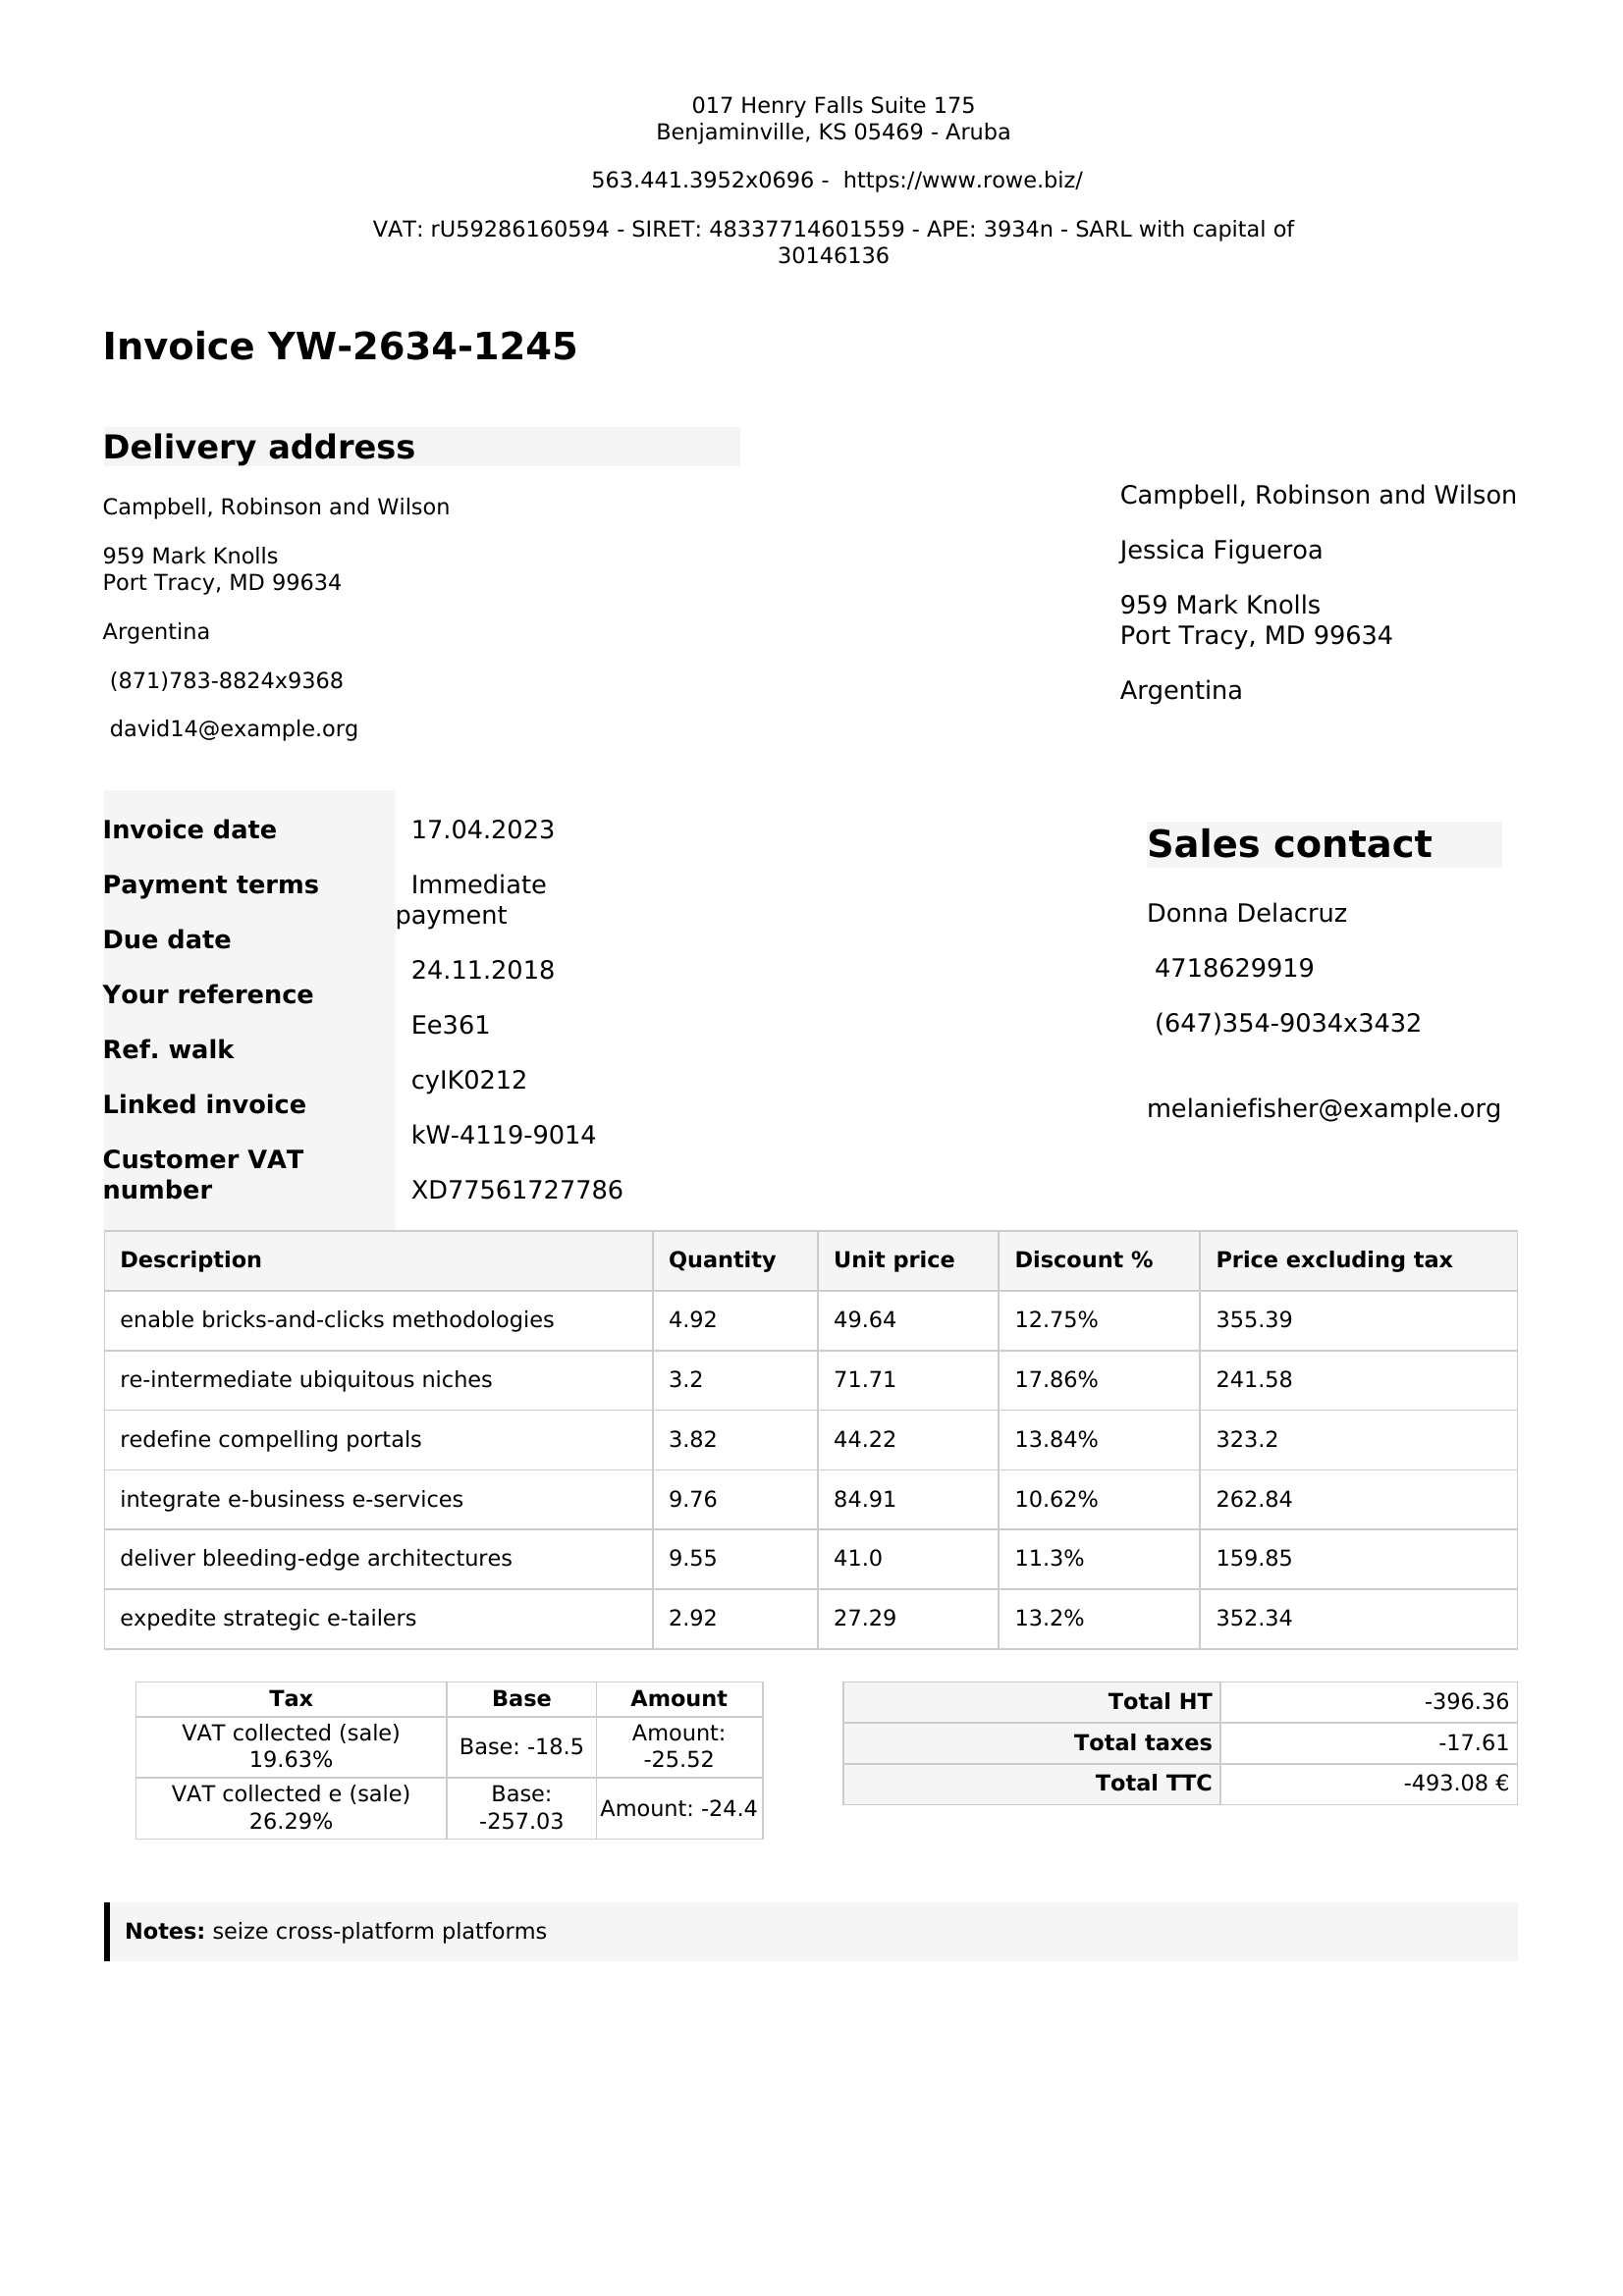 017 Henry Falls Suite 175
Benjaminville, KS 05469 - Aruba
563.441.3952x0696 -  https://www.rowe.biz/
VAT: rU59286160594 - SIRET: 48337714601559 - APE: 3934n - SARL with capital of
30146136
Invoice YW-2634-1245
Delivery address
Campbell, Robinson and Wilson
959 Mark Knolls
Port Tracy, MD 99634
Argentina
(871)783-8824x9368
david14@example.org
Campbell, Robinson and Wilson
Jessica Figueroa
959 Mark Knolls
Port Tracy, MD 99634
Argentina
Invoice date 17.04.2023
Payment terms Immediate
payment
Due date 24.11.2018
Your reference Ee361
Ref. walk cyIK0212
Linked invoice kW-4119-9014
Customer VAT
number XD77561727786
Sales contact
Donna Delacruz
4718629919
(647)354-9034x3432
melaniefisher@example.org
Description Quantity Unit price Discount % Price excluding tax
enable bricks-and-clicks methodologies 4.92 49.64 12.75% 355.39
re-intermediate ubiquitous niches 3.2 71.71 17.86% 241.58
redefine compelling portals 3.82 44.22 13.84% 323.2
integrate e-business e-services 9.76 84.91 10.62% 262.84
deliver bleeding-edge architectures 9.55 41.0 11.3% 159.85
expedite strategic e-tailers 2.92 27.29 13.2% 352.34
Tax Base Amount
VAT collected (sale)
19.63% Base: -18.5 Amount:
-25.52
VAT collected e (sale)
26.29% Base:
-257.03 Amount: -24.4
Total HT -396.36
Total taxes -17.61
Total TTC -493.08 €
Notes: seize cross-platform platforms